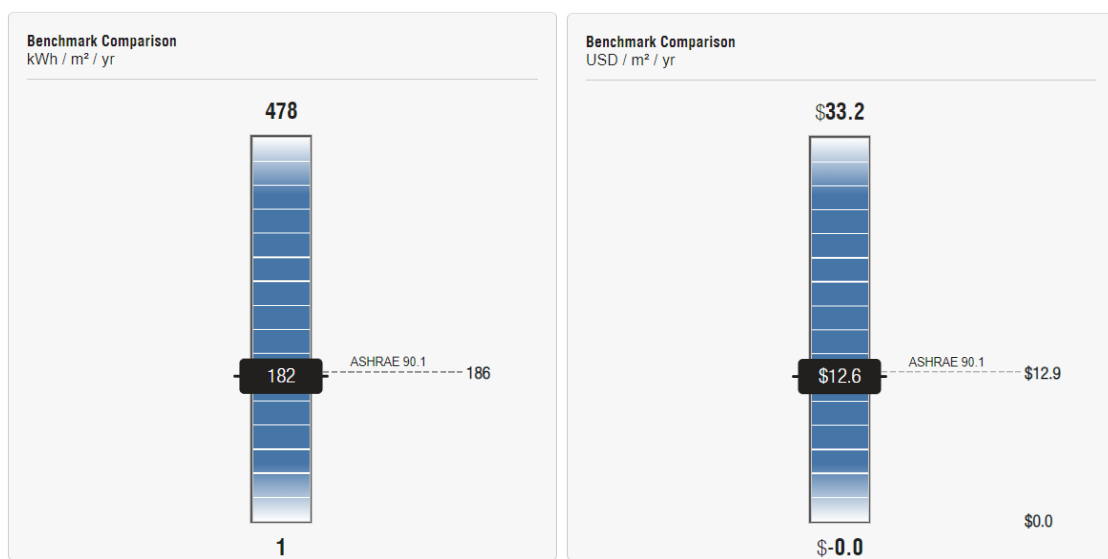 Benchmark Comparison
kWh / m² / yr
478
182
ASHRAE 90.1
186
1
Benchmark Comparison
USD / m² / yr
$33.2
$12.6
ASHRAE 90.1
$12.9
$0.0
$-0.0